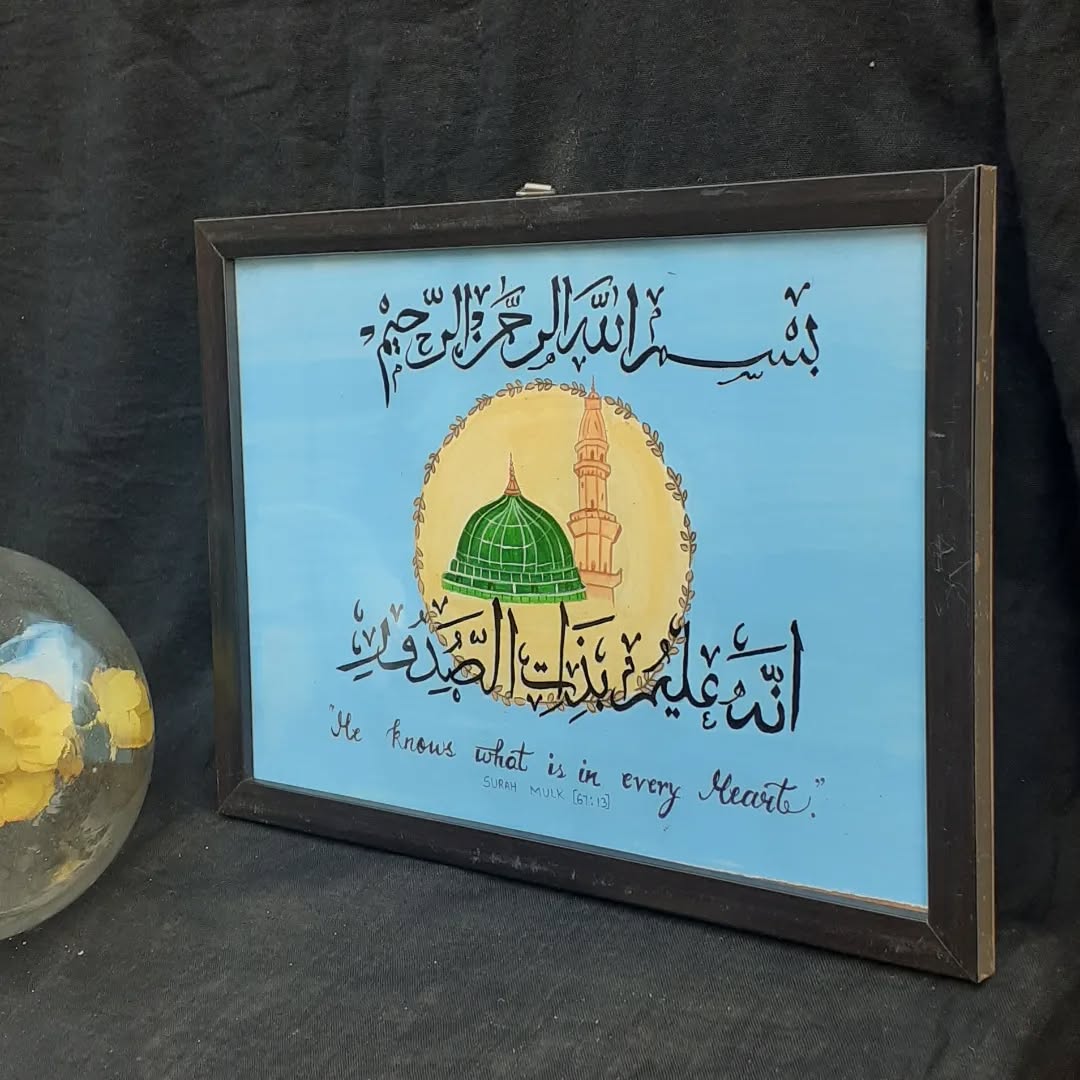 بسم الله الرحمن الرحيم
انه عليم بذات الصدور
"He knows what is in every Heart."
SURAH MULK [67:13]